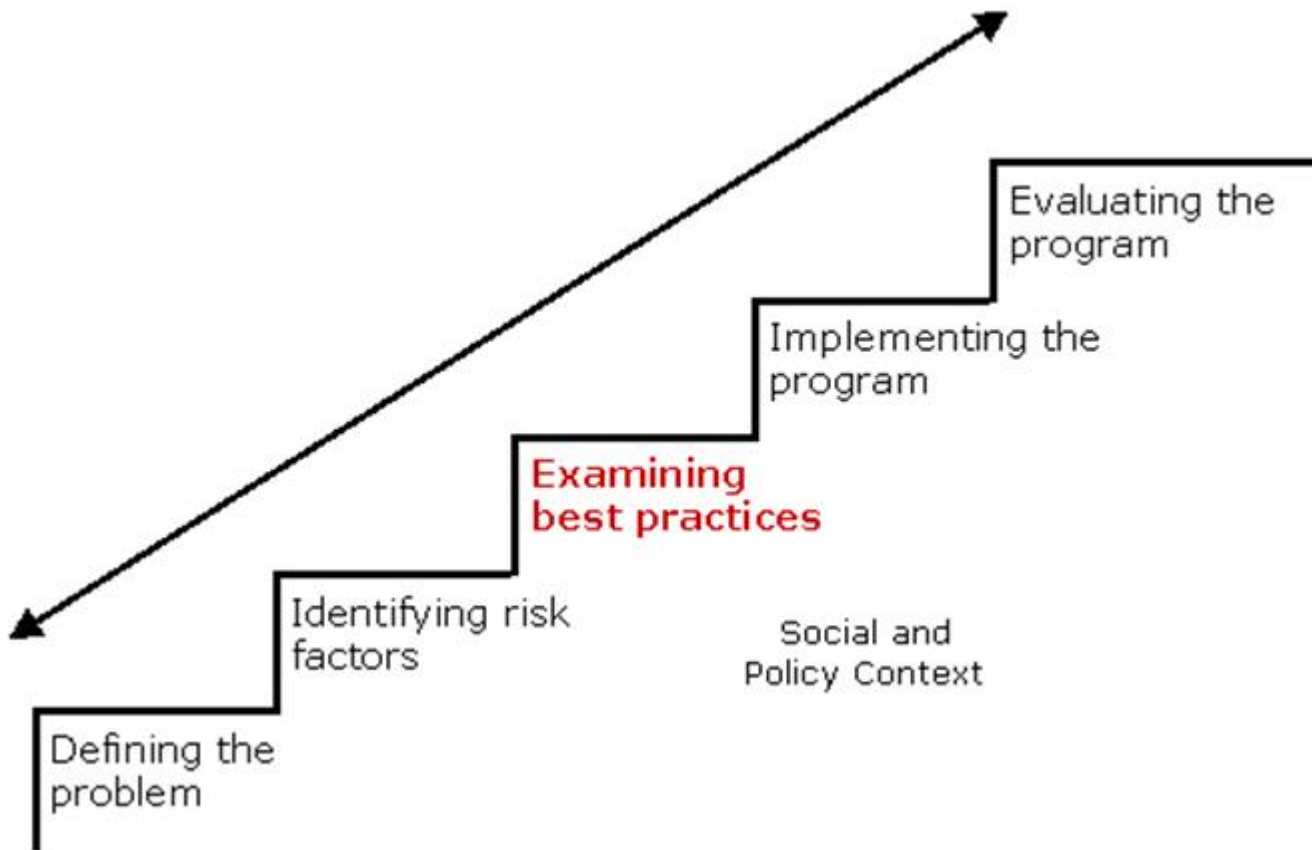 Evaluating the
program
Implementing the
program
Examining
best practices
Identifying risk
factors
Social and
Policy Context
Defining the
problem